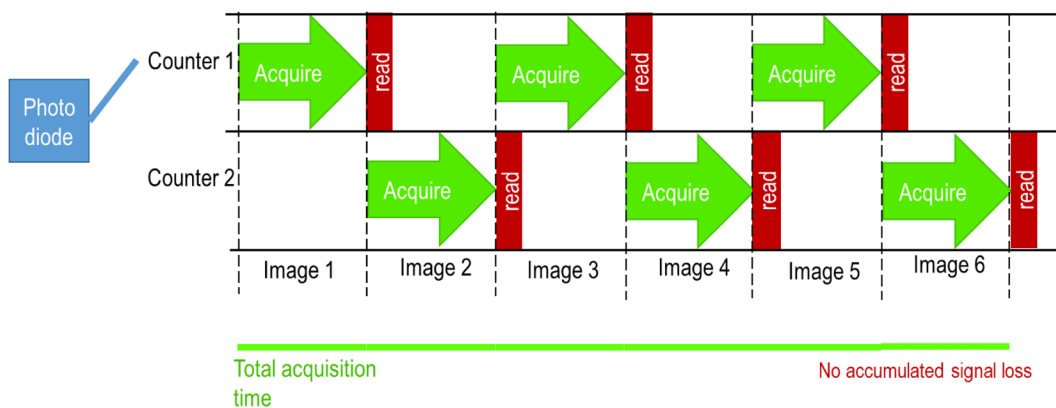 Counter 1
Acquire
read
Acquire
read
Acquire
read
Photo
diode
Counter 2
Acquire
read
Acquire
read
Acquire
read
Image 1
Image 2
Image 3
Image 4
Image 5
Image 6
Total acquisition
time
No accumulated signal loss